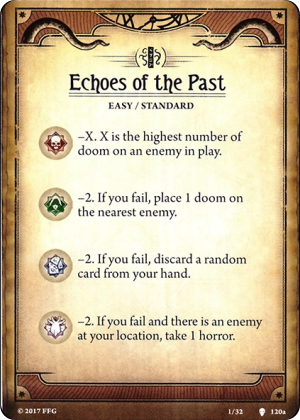 Echoes of the Past
EASY / STANDARD
–X. X is the highest number of
doom on an enemy in play.
–2. If you fail, place 1 doom on
the nearest enemy.
–2. If you fail, discard a random
card from your hand.
–2. If you fail and there is an enemy
at your location, take 1 horror.
© 2017 FFG
1/32
120a